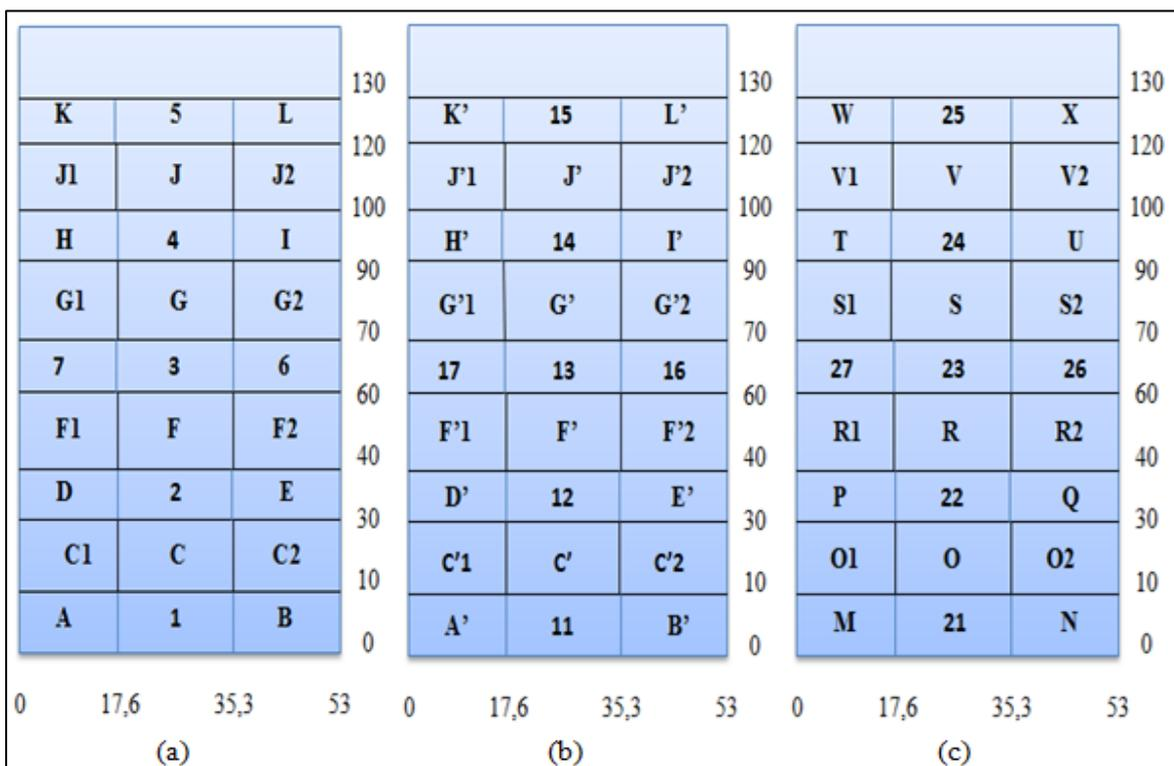 130 130 130
K 5 L K’ 15 L’ W 25 X
120 120 120
J1 J J2 J’1 J’ J’2 V1 V V2
100 100 100
H 4 I H’ 14 I’ T 24 U
90 90 90
G1 G G2 G’1 G’ G’2 S1 S S2
70 70 70
7 3 6 17 13 16 27 23 26
60 60 60
F1 F F2 F’1 F’ F’2 R1 R R2
40 40 40
D 2 E D’ 12 E’ P 22 Q
30 30 30
C1 C C2 C’1 C’ C’2 O1 O O2
10 10 10
A 1 B A’ 11 B’ M 21 N
0 0 0
0 17,6 35,3 53 0 17,6 35,3 53 0 17,6 35,3 53
(a) (b) (c)